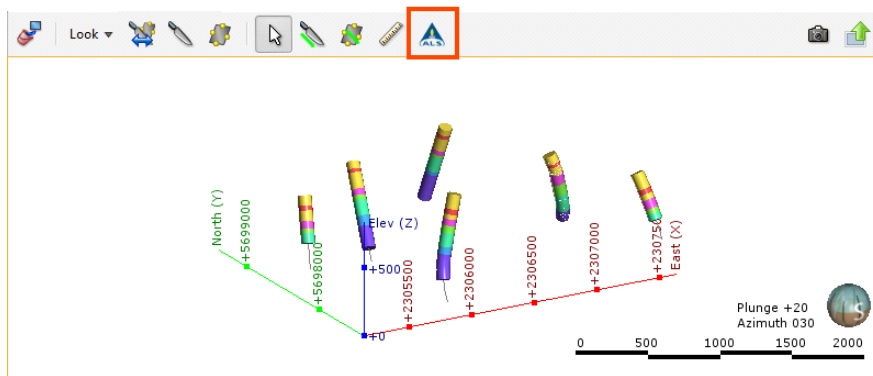 Look
ALS
North (Y)
+5699000
+5698000
Elev (Z)
+500
+0
+2305500
+2306000
+2306500
+2307000
+230750
East (X)
Plunge +20
Azimuth 030
S
0 500 1000 1500 2000